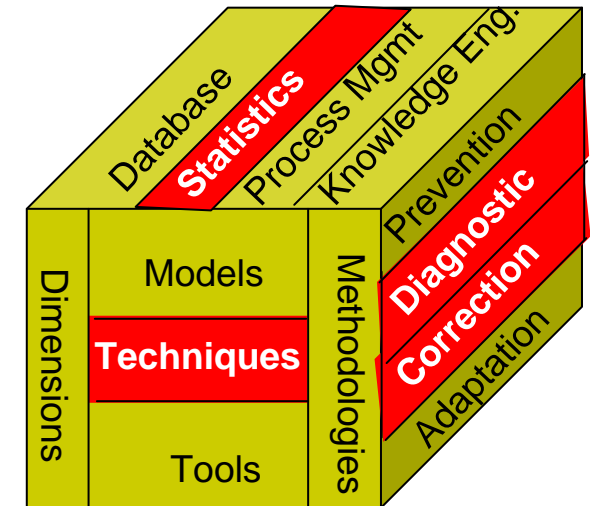 Database
Statistics
Process Mgmt
Knowledge Eng.
Prevention
Diagnostic
Correction
Adaptation
Dimensions
Models
Techniques
Tools
Methodologies